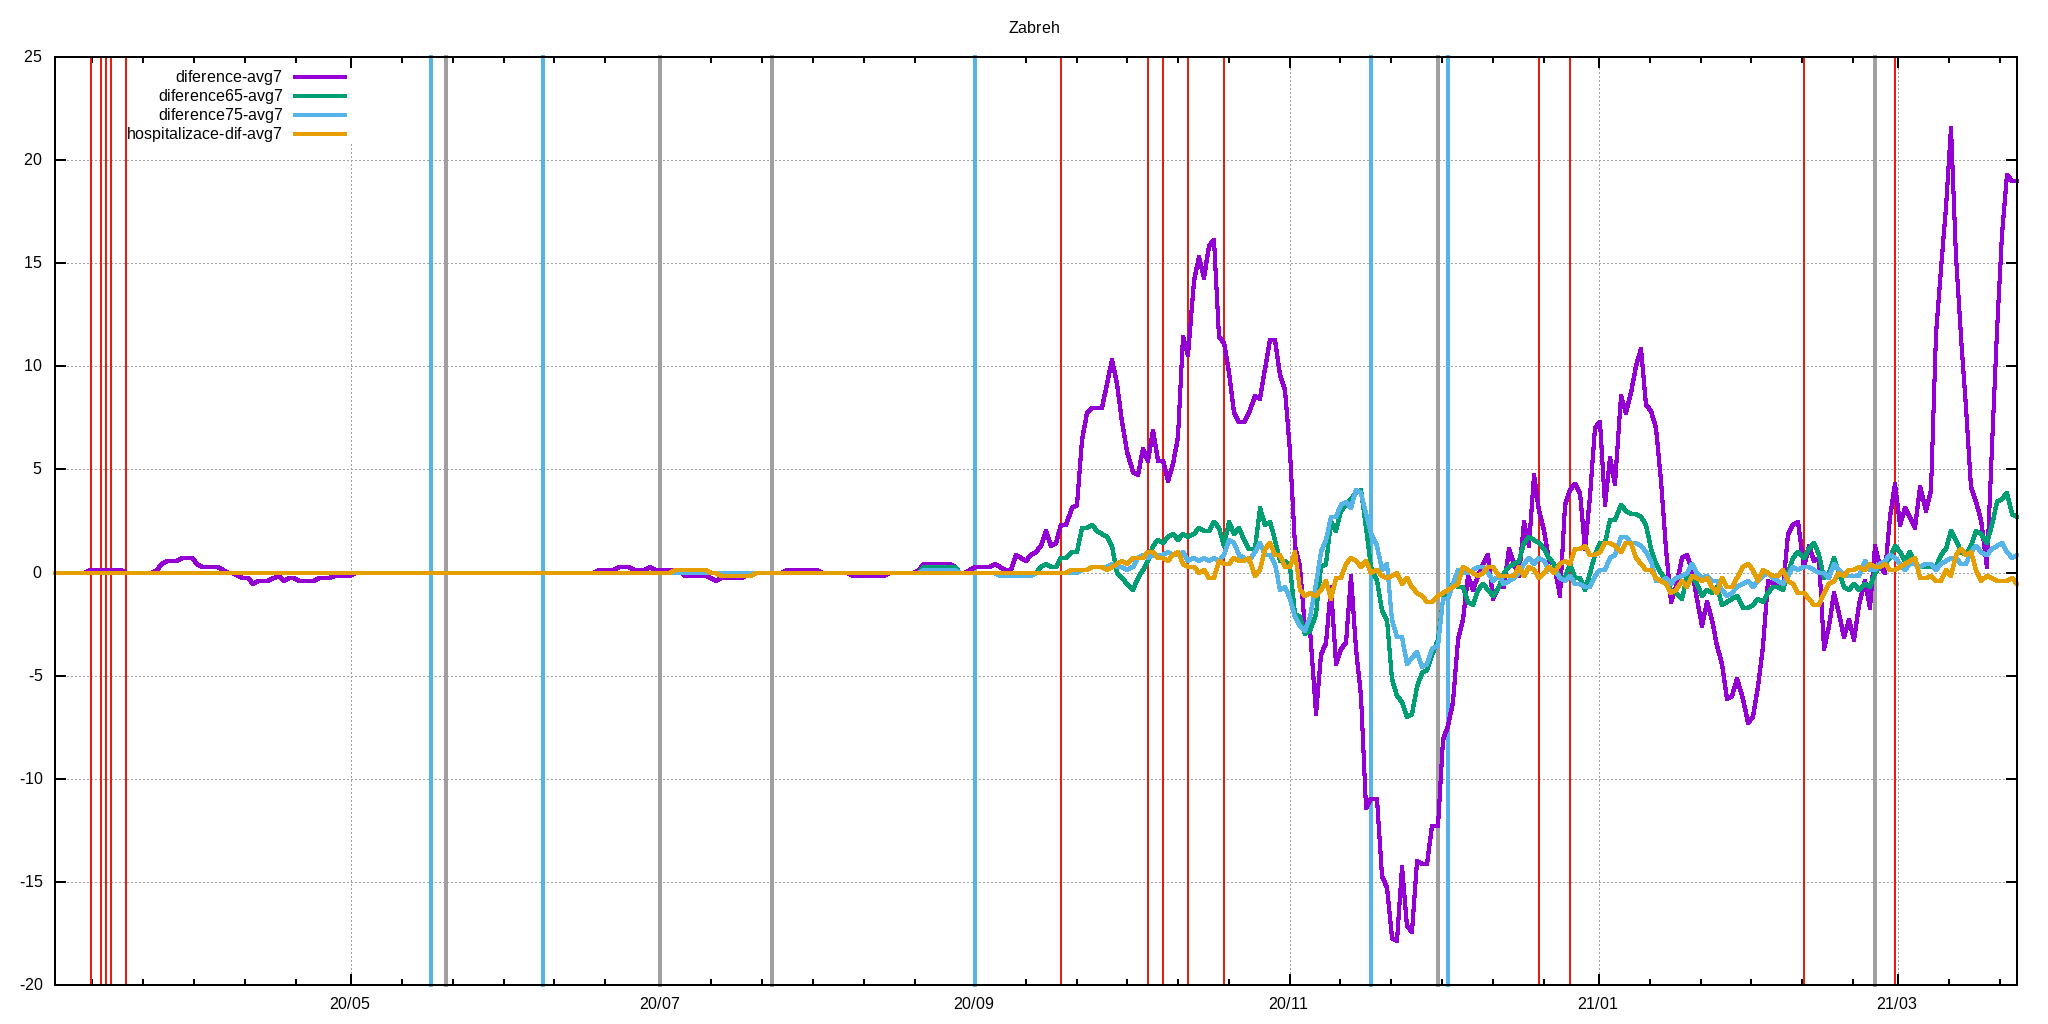 Zabreh
25
diference-avg7
diference65-avg7
diference75-avg7
hospitalizace-dif-avg7
20
15
10
5
0
-5
-10
-15
-20
20/05 20/07 20/09 20/11 21/01 21/03